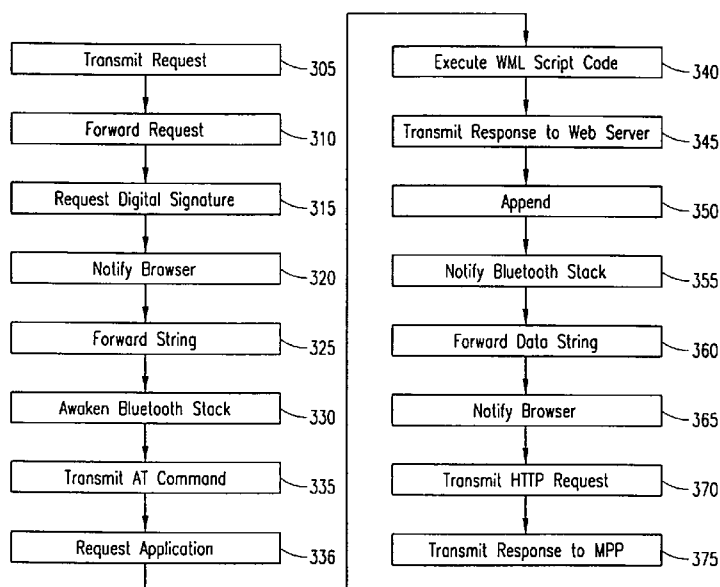 Transmit Request 305
Forward Request 310
Request Digital Signature 315
Notify Browser 320
Forward String 325
Awaken Bluetooth Stack 330
Transmit AT Command 335
Request Application 336
Execute WML Script Code 340
Transmit Response to Web Server 345
Append 350
Notify Bluetooth Stack 355
Forward Data String 360
Notify Browser 365
Transmit HTTP Request 370
Transmit Response to MPP 375